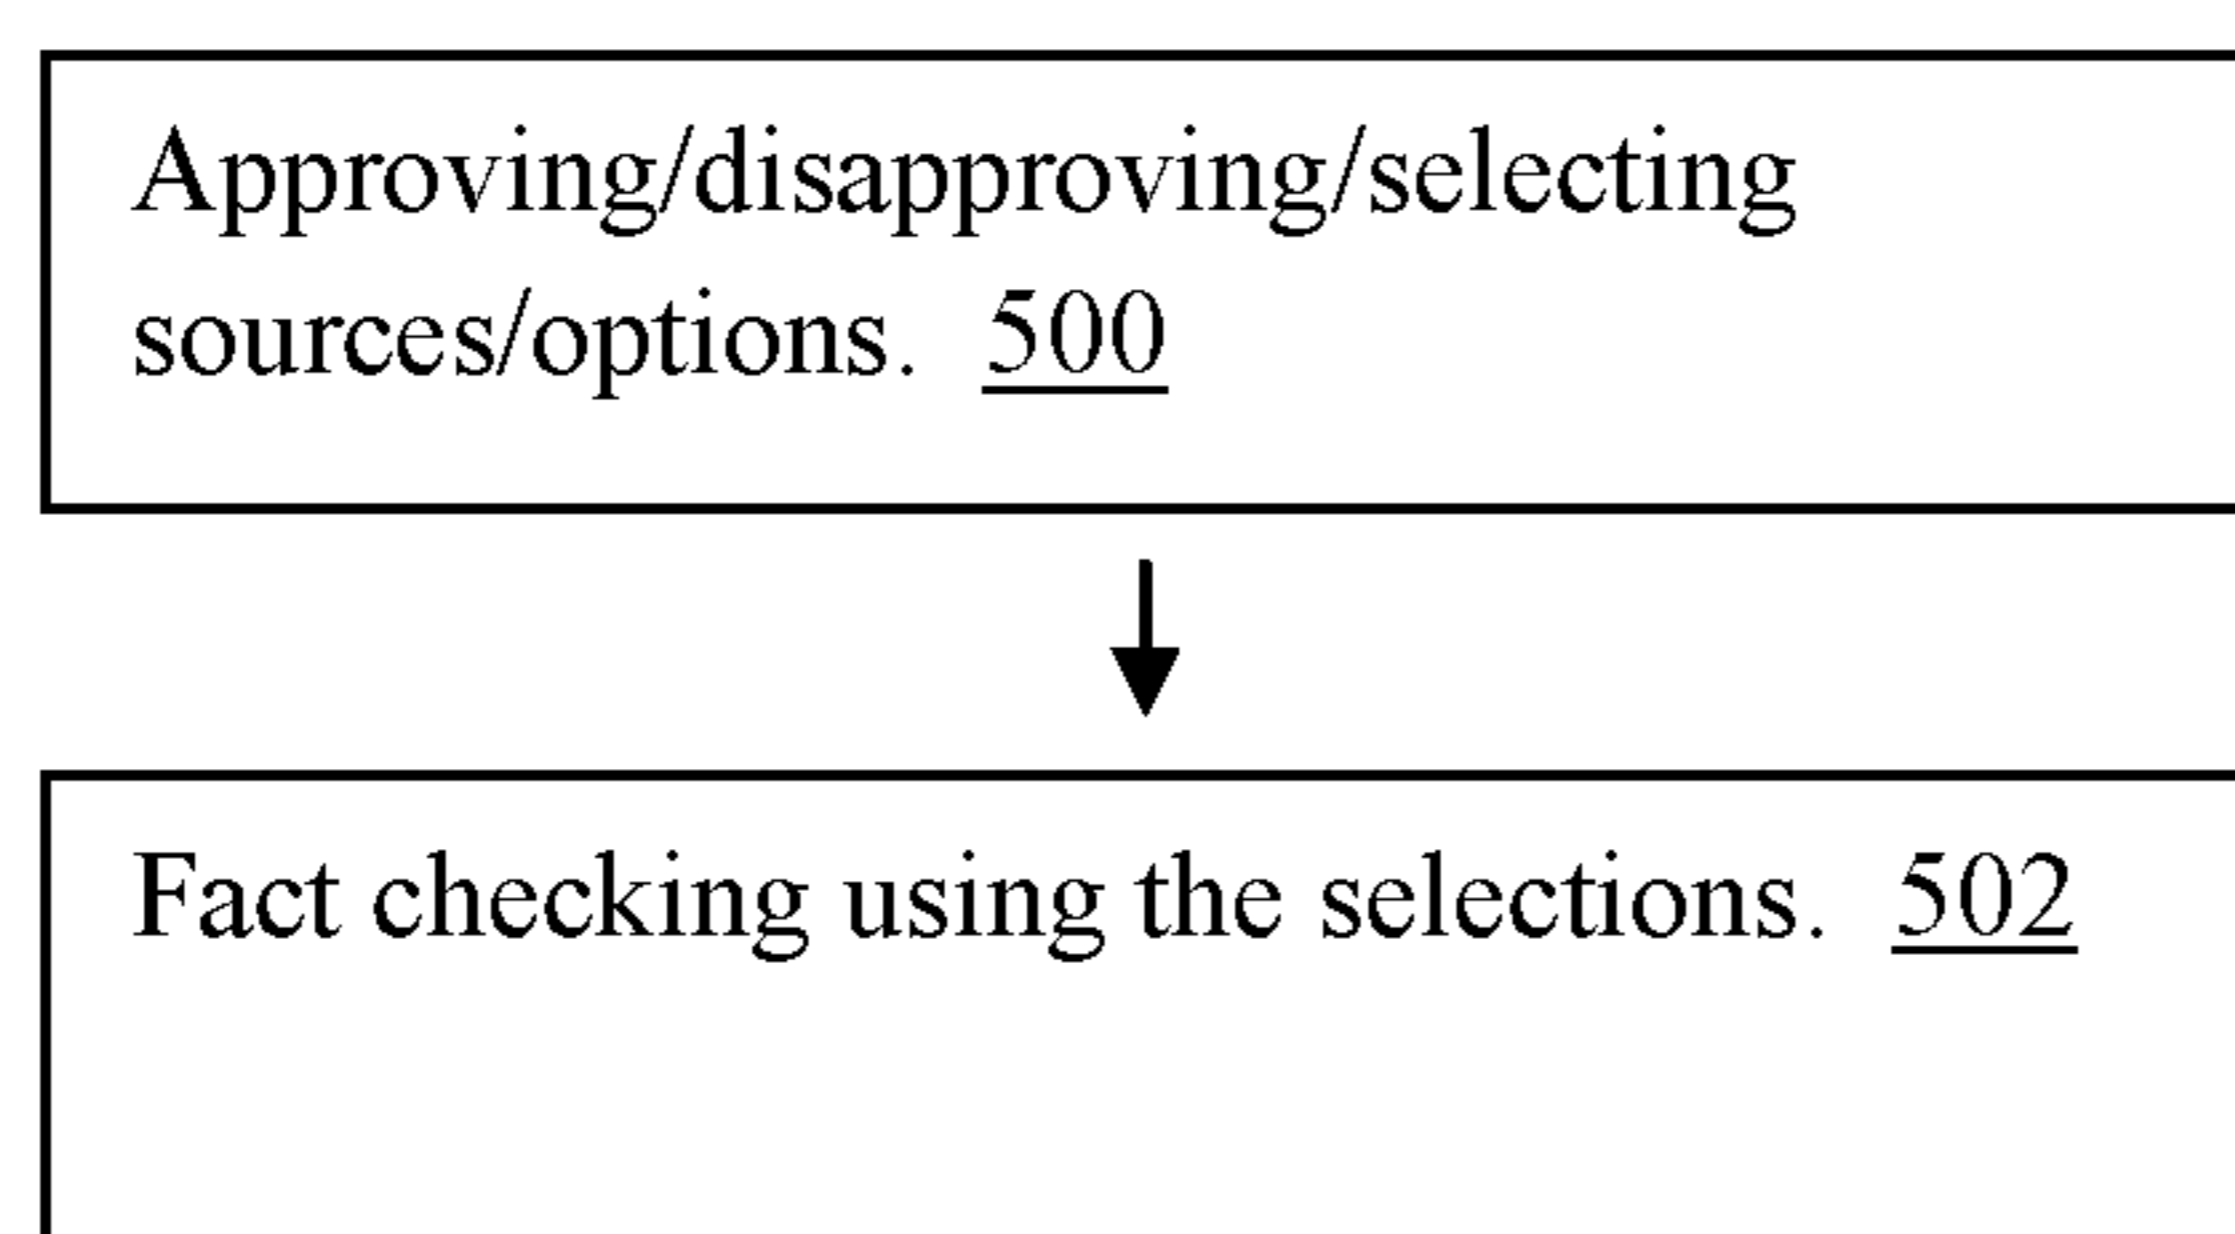 Approving/disapproving/selecting
sources/options. 500
Fact checking using the selections. 502